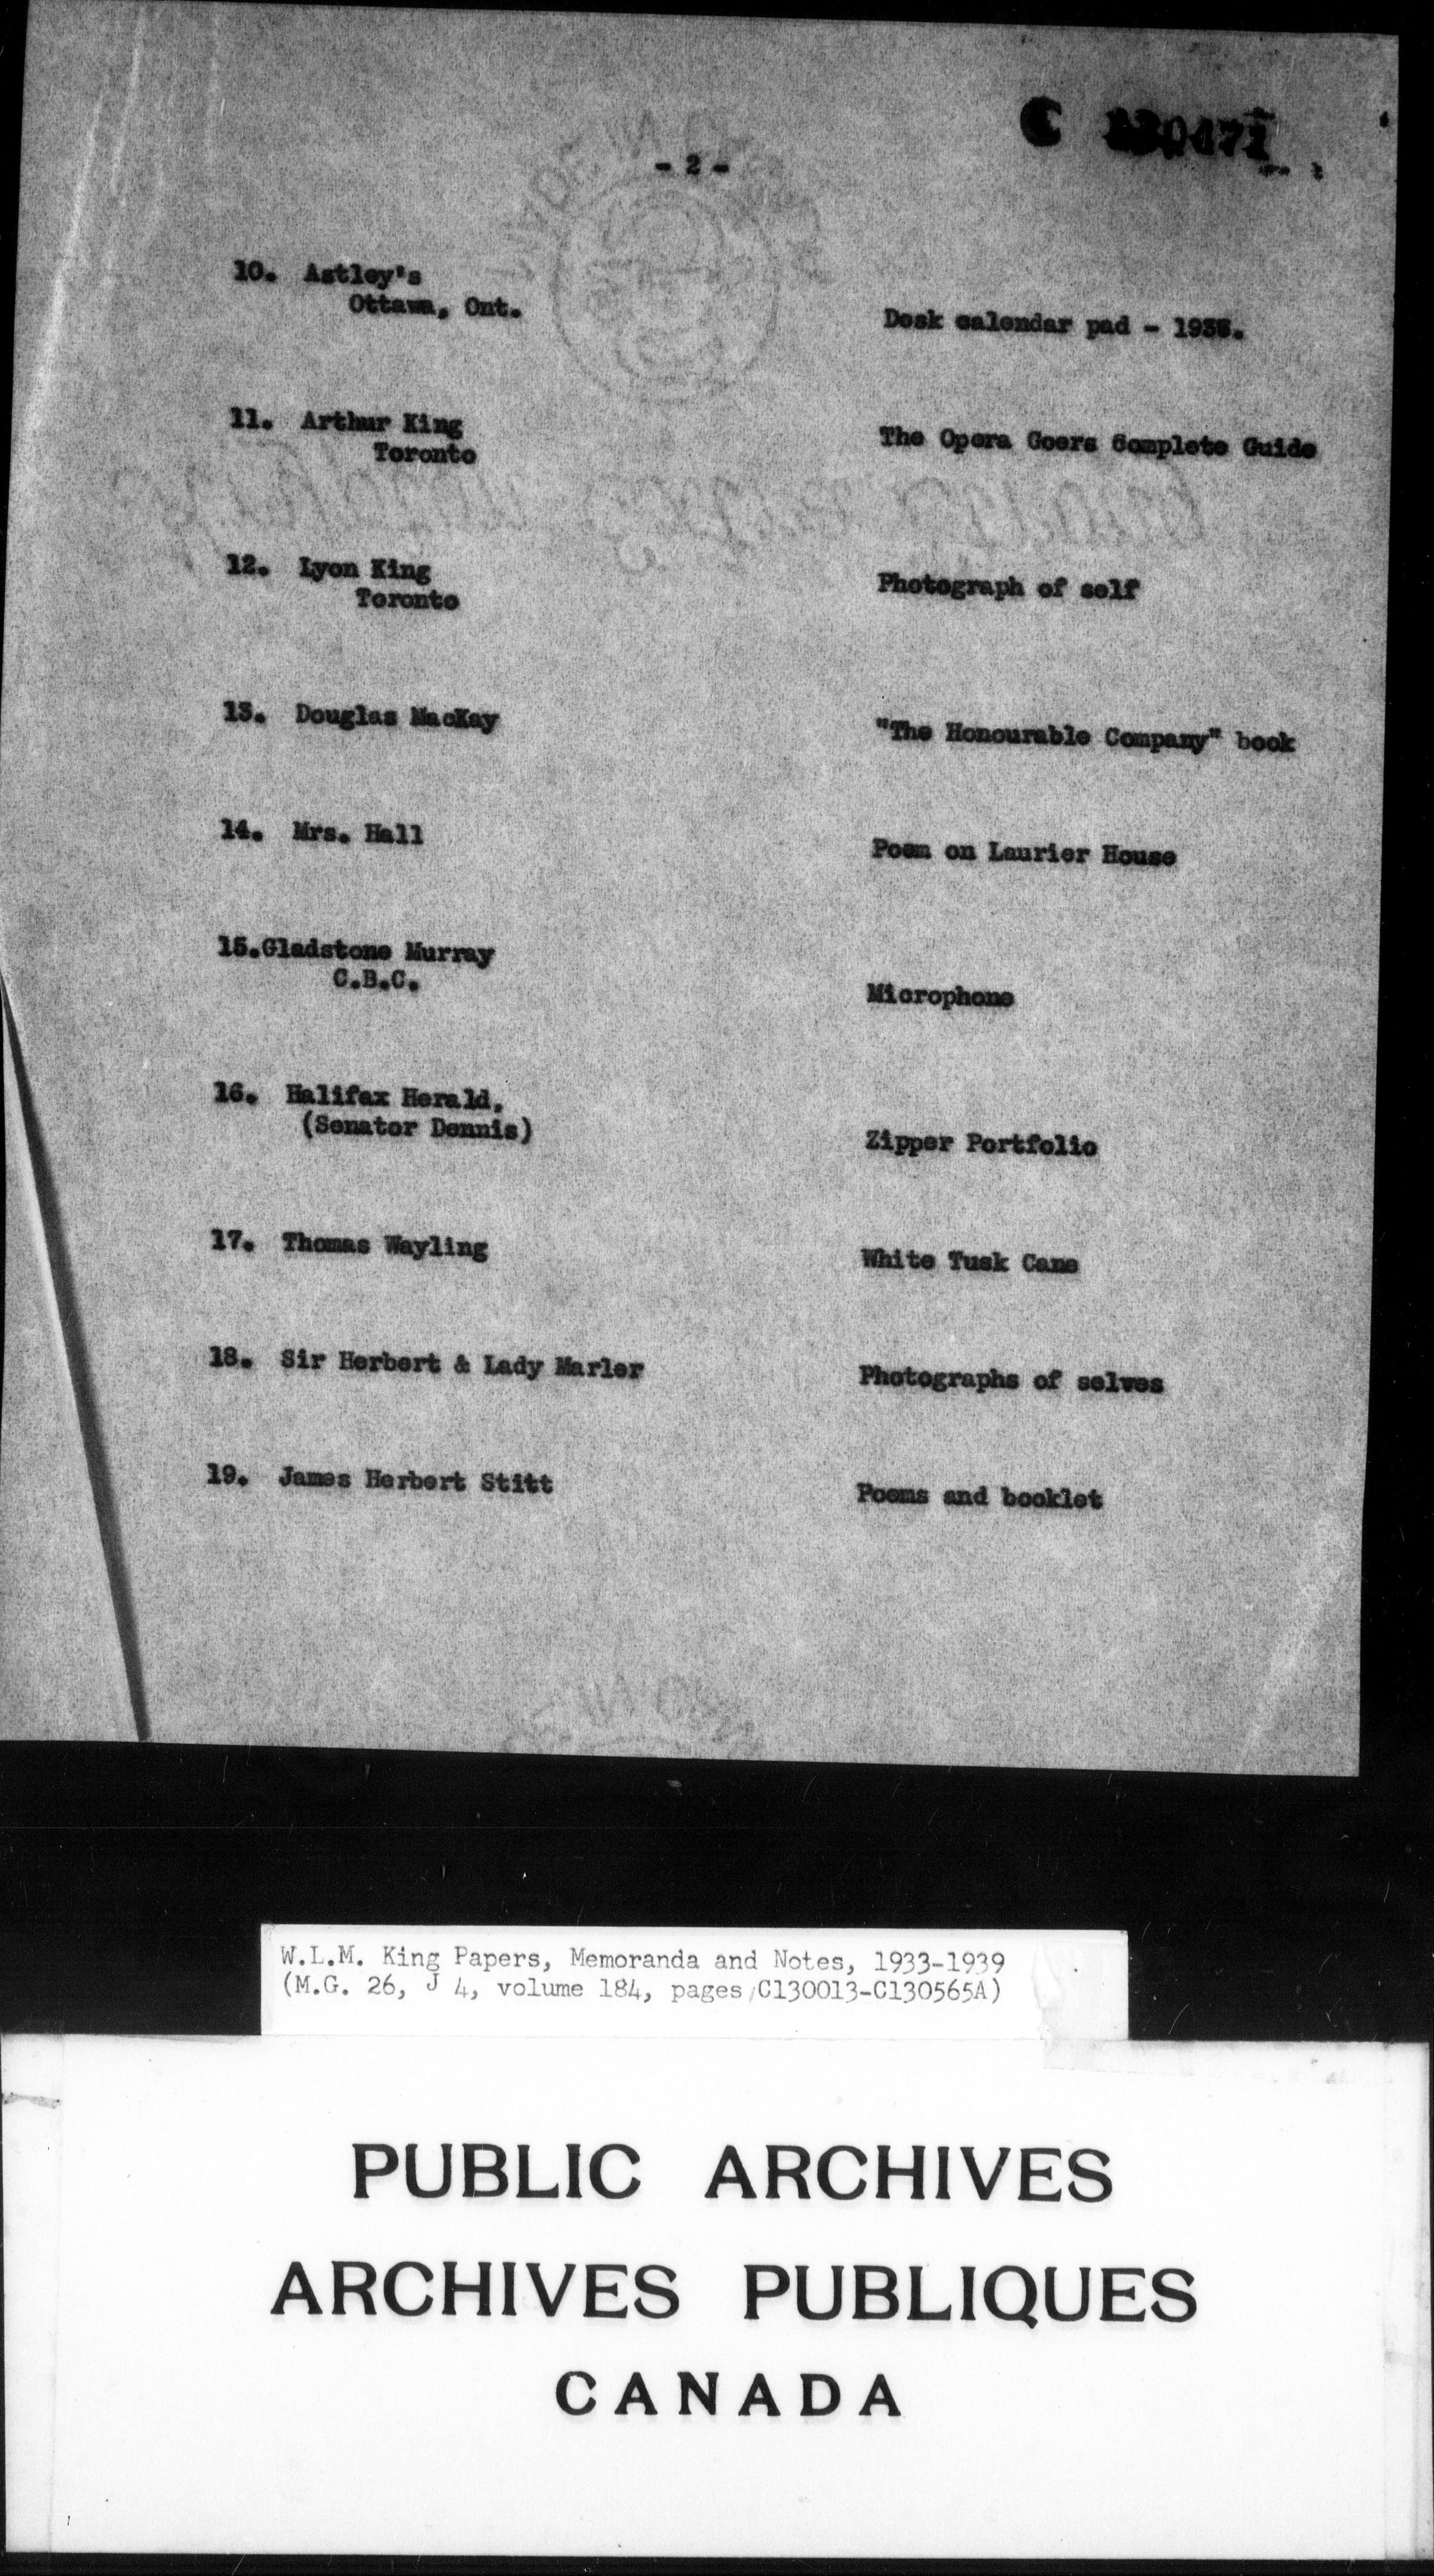 C 130471
- 2 -
10. Astley's
Ottawa, Ont.
Desk calendar pad - 1938.
11. Arthur King
Toronto
The Opera Goers Complete Guide
12. Lyon King
Toronto
Photograph of self
13. Douglas MacKay
"The Honourable Company" book
14. Mrs. Hall
Poem on Laurier House
15.Gladstone Murray
C.B.C.
Microphone
16. Halifax Herald,
(Senator Dennis)
Zipper Portfolio
17. Thomas Wayling
White Tusk Cane
18. Sir Herbert & Lady Marler
Photographs of selves
19. James Herbert Stitt
Poems and booklet
W.L.M. King Papers, Memoranda and Notes, 1933-1939
(M.G. 26, J 4, volume 184, pages C130013-C130565A)
PUBLIC ARCHIVES
ARCHIVES PUBLIQUES
CANADA